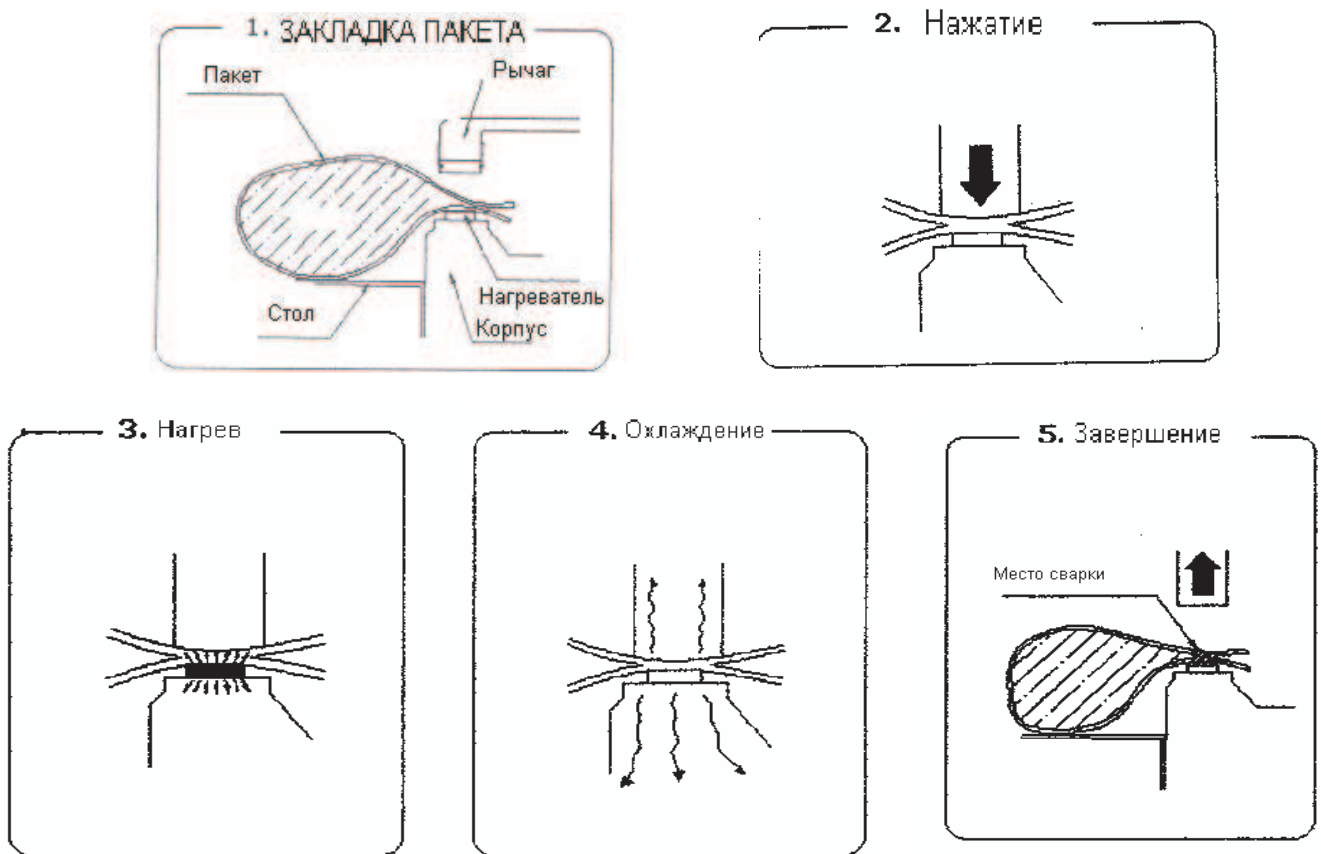 1. ЗАКЛАДКА ПАКЕТА
Пакет
Рычаг
Нагреватель
Стол
Корпус
2. Нажатие
3. Нагрев
4. Охлаждение
5. Завершение
Место сварки